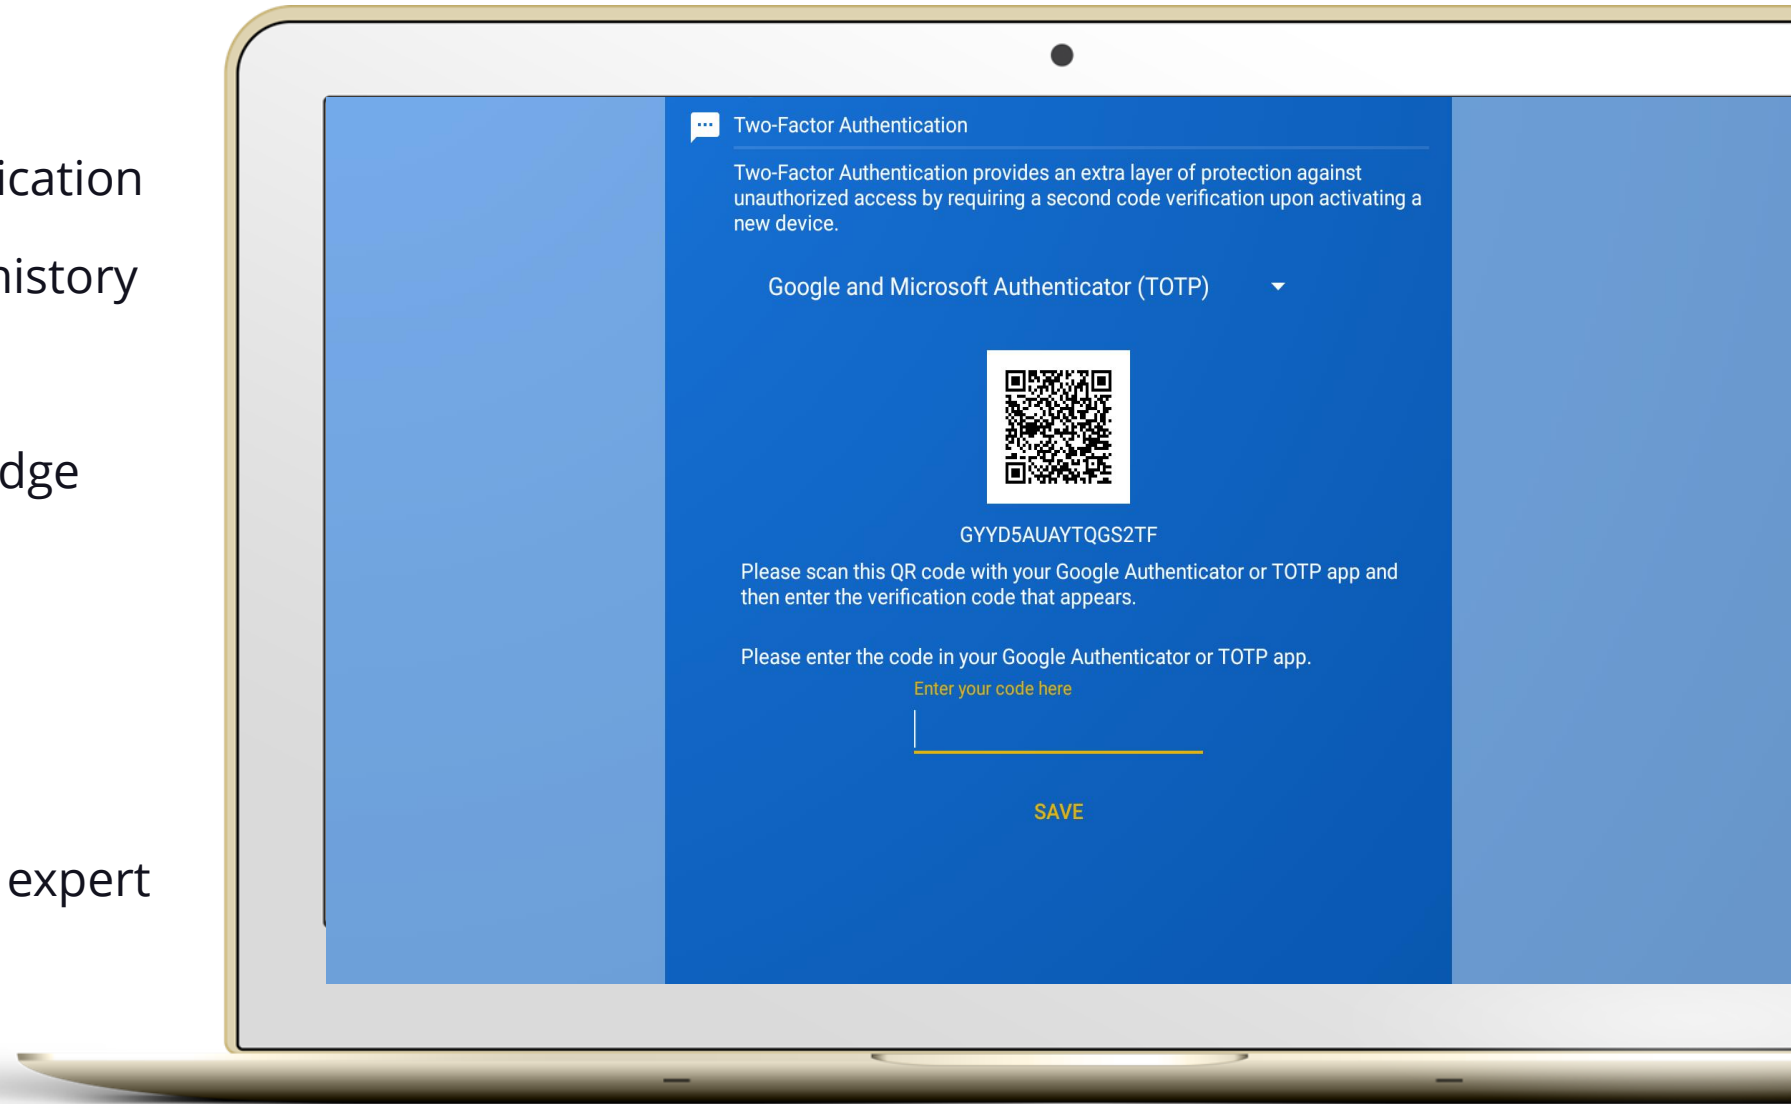 ication
history
dge
expert
Two-Factor Authentication
Two-Factor Authentication provides an extra layer of protection against
unauthorized access by requiring a second code verification upon activating a
new device.
Google and Microsoft Authenticator (TOTP)
GYYD5AUAYTQGS2TF
Please scan this QR code with your Google Authenticator or TOTP app and
then enter the verification code that appears.
Please enter the code in your Google Authenticator or TOTP app.
Enter your code here
SAVE